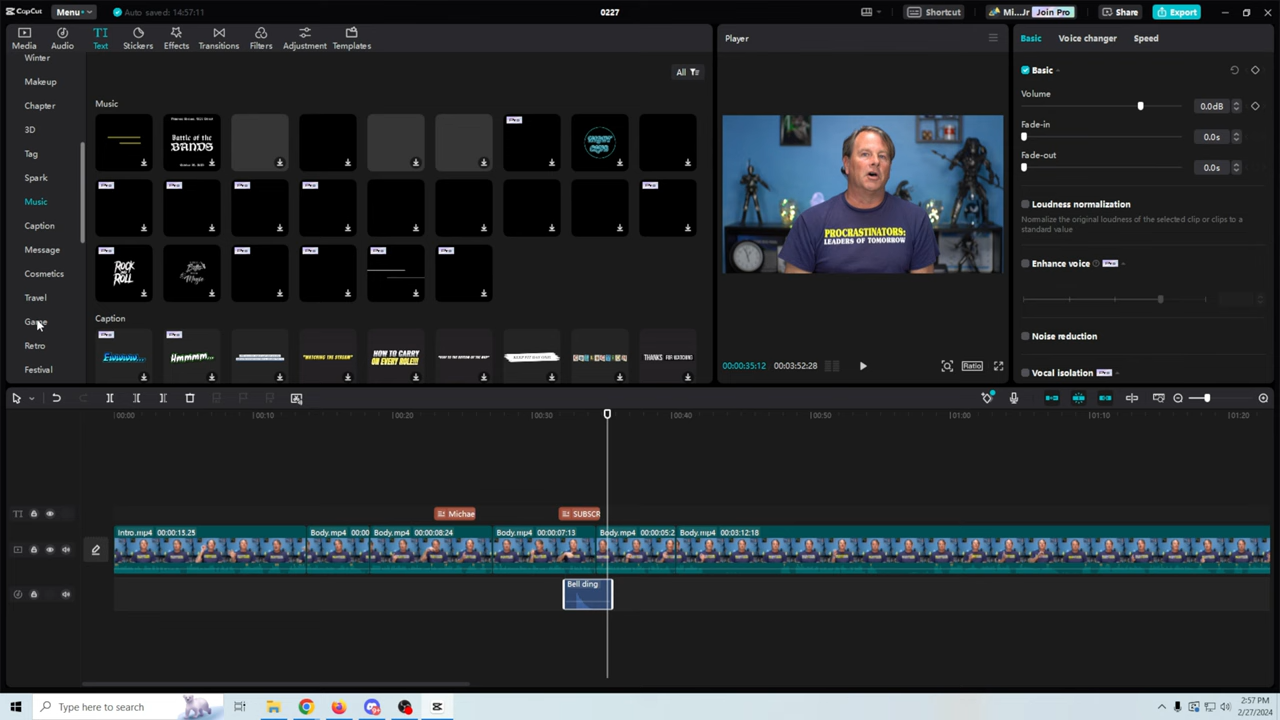 CapCut Menu Auto saved: 14:57:11 0227 Shortcut Mi...Jr Join Pro Share Export
Media Audio Text Stickers Effects Transitions Filters Adjustment Templates
TI
Winter
Makeup
Chapter
3D
Tag
Spark
Music
Caption
Message
Cosmetics
Travel
Game
Retro
Festival
All
Music
Battle of the
BANDS
ROCK
ROLL
Caption
Ewwww...
Hmmmm...
"WATCHING THE STREAM"
HOW TO CARRY
ON EVERY ROLE!!!
THANKS FOR WATCHING
Player
PROCRASTINATORS:
LEADERS OF TOMORROW
00:00:35:12 00:03:52:28 Ratio
Basic Voice changer Speed
Basic
Volume
0.0dB
Fade-in
0.0s
Fade-out
0.0s
Loudness normalization
Normalize the original loudness of the selected clip or clips to a
standard value
Enhance voice
Noise reduction
Vocal isolation
00:00 00:10 00:20 00:30 00:40 00:50 01:00 01:10 01:20
TI Michae SUBSCR
Intro.mp4 00:00:15.25 Body.mp4 00:00 Body.mp4 00:00:08:24 Body.mp4 00:00:07:13 Body.mp4 00:00:05:2 Body.mp4 00:03:12:18
Bell ding
Type here to search
2:57 PM
2/27/2024